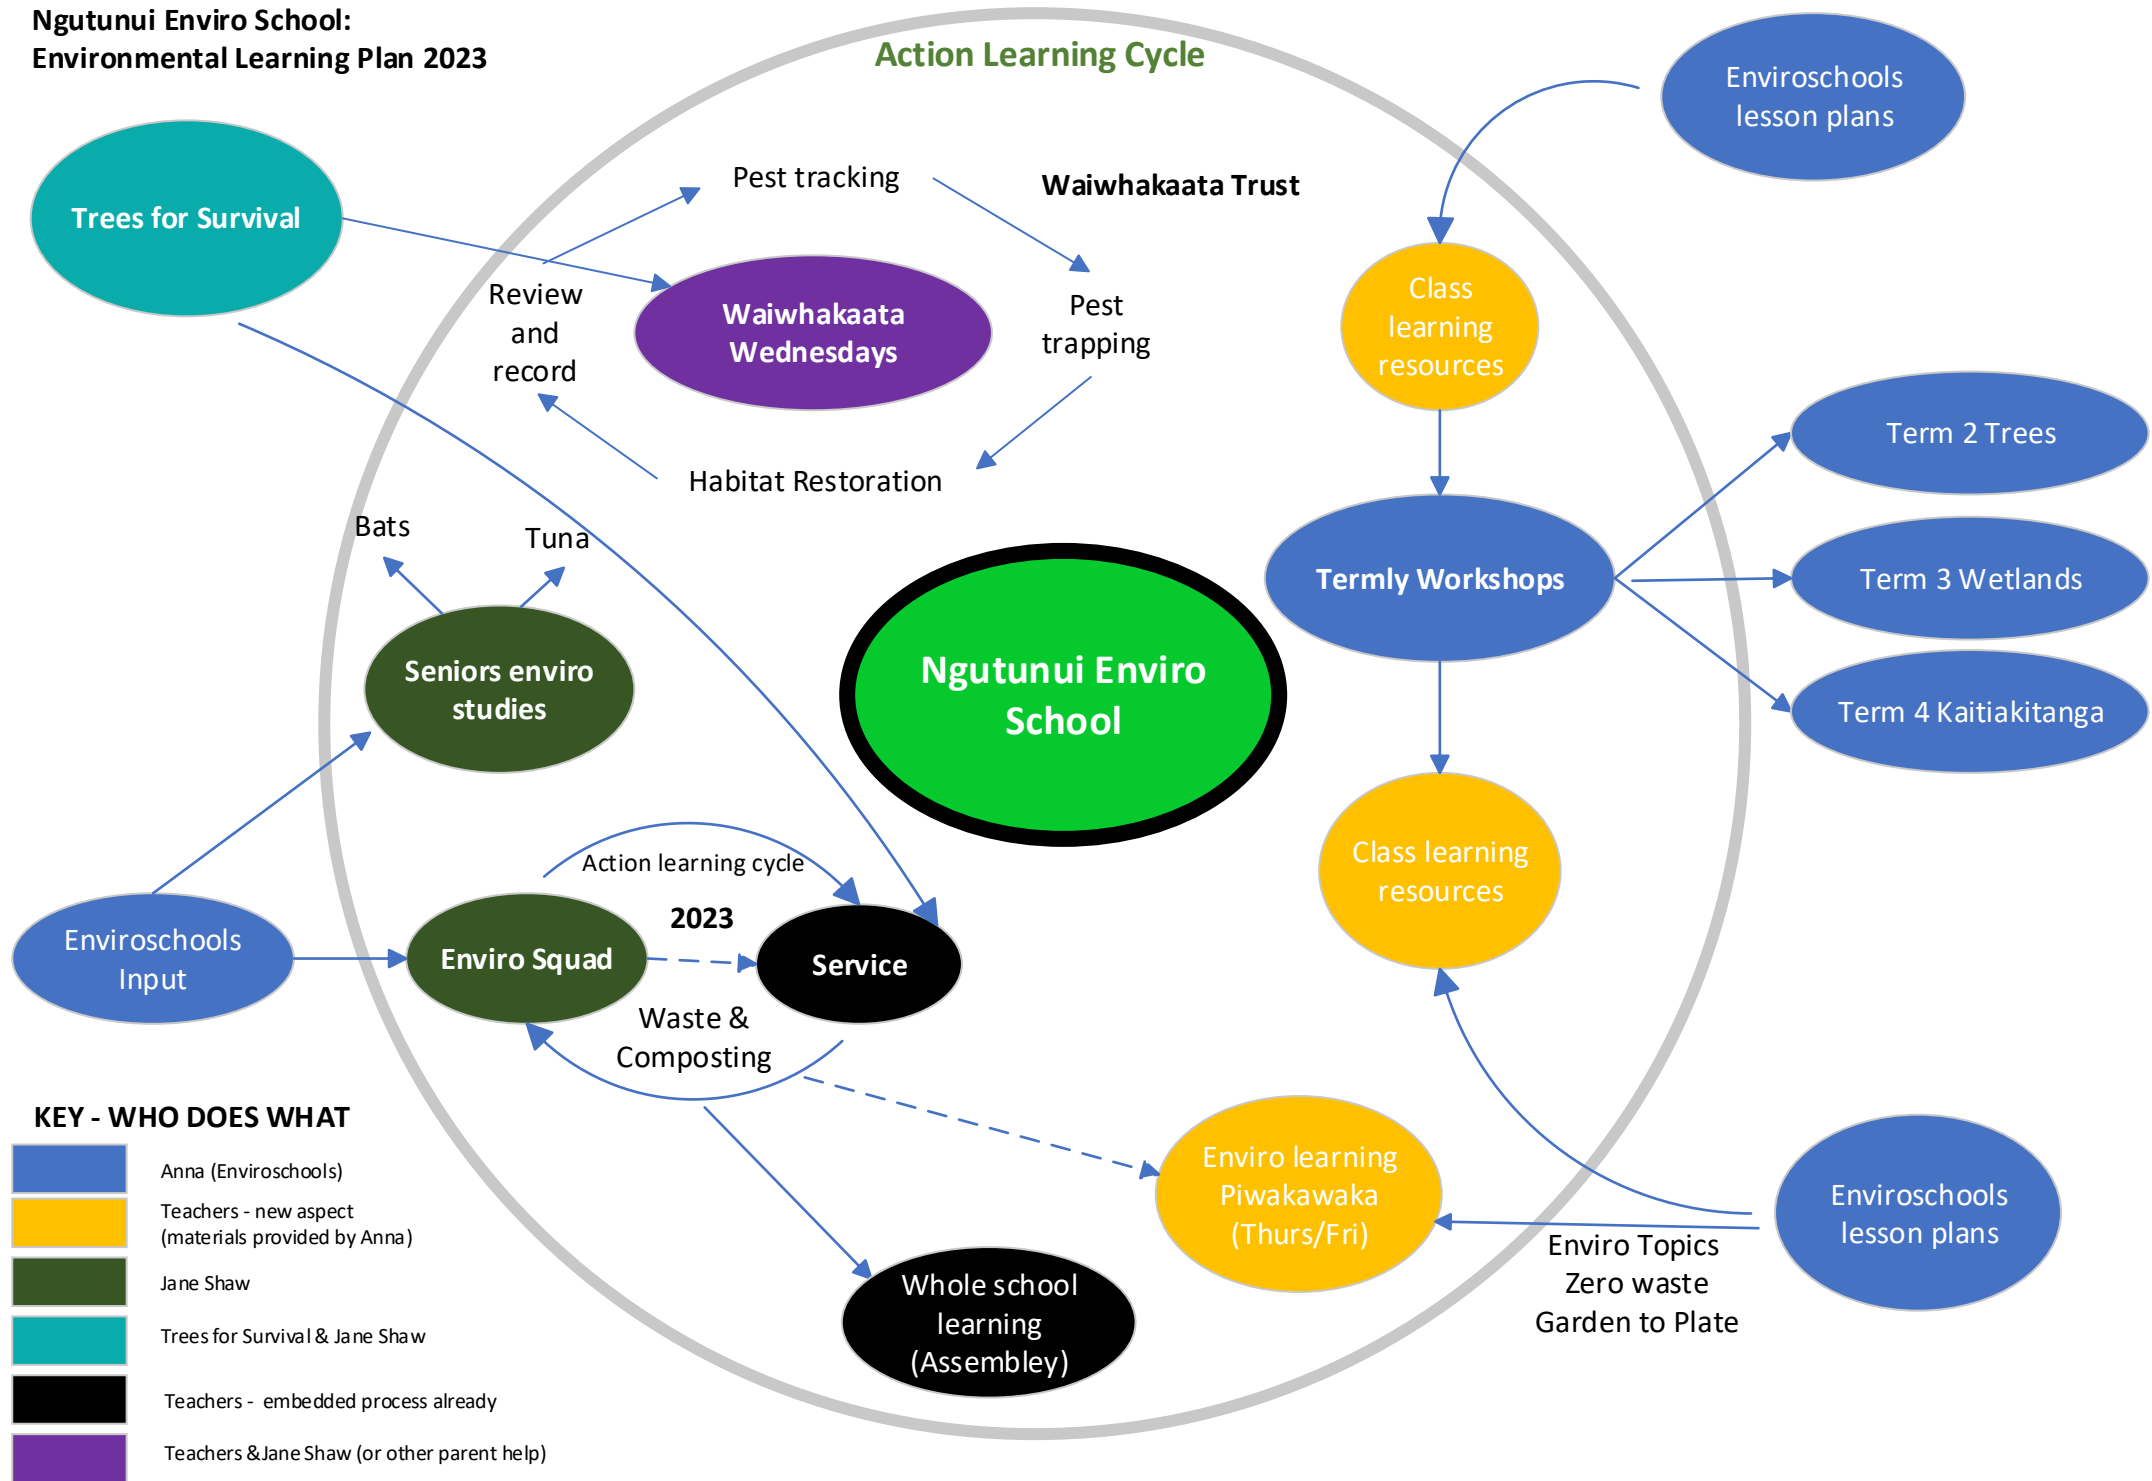 Ngutunui Enviro School:
Environmental Learning Plan 2023
Action Learning Cycle
Enviroschools
lesson plans
Trees for Survival
Pest tracking
Waiwhakaata Trust
Review
and
record
Waiwhakaata
Wednesdays
Pest
trapping
Habitat Restoration
Class
learning
resources
Term 2 Trees
Termly Workshops
Term 3 Wetlands
Term 4 Kaitiakitanga
Bats
Tuna
Seniors enviro
studies
Ngutunui Enviro
School
Class learning
resources
Action learning cycle
2023
Enviroschools
Input
Enviro Squad
Service
Waste &
Composting
Enviro learning
Piwakawaka
(Thurs/Fri)
Enviroschools
lesson plans
Enviro Topics
Zero waste
Garden to Plate
Whole school
learning
(Assembley)
KEY - WHO DOES WHAT
Anna (Enviroschools)
Teachers - new aspect
(materials provided by Anna)
Jane Shaw
Trees for Survival & Jane Shaw
Teachers - embedded process already
Teachers &Jane Shaw (or other parent help)